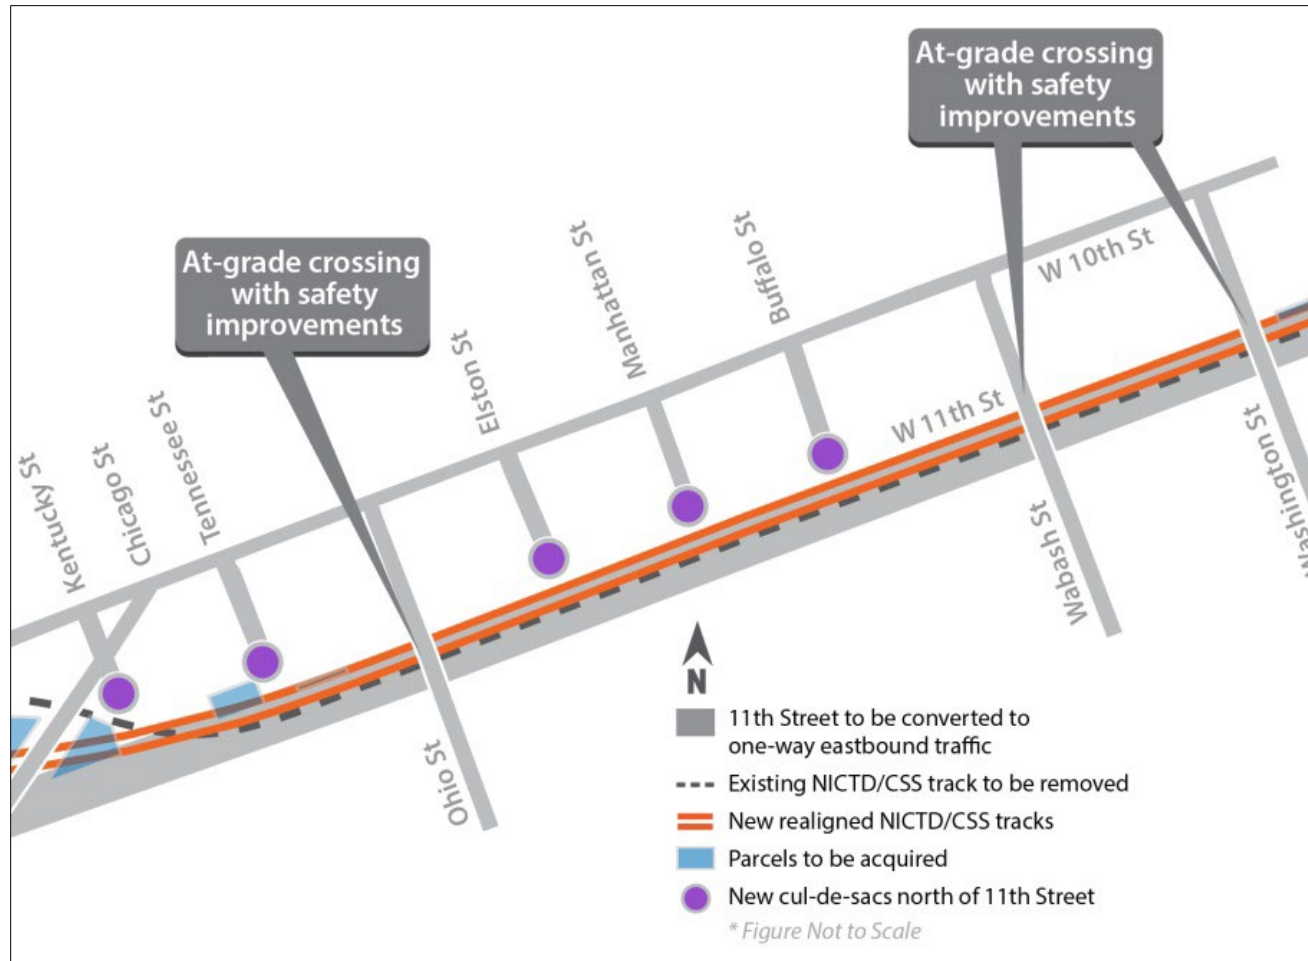 At-grade crossing
with safety
improvements
At-grade crossing
with safety
improvements
Kentucky St
Chicago St
Tennessee St
Elston St
Manhattan St
Buffalo St
W 10th St
W 11th St
Ohio St
Wabash St
Washington St
N
11th Street to be converted to
one-way eastbound traffic
Existing NICTD/CSS track to be removed
New realigned NICTD/CSS tracks
Parcels to be acquired
New cul-de-sacs north of 11th Street
* Figure Not to Scale